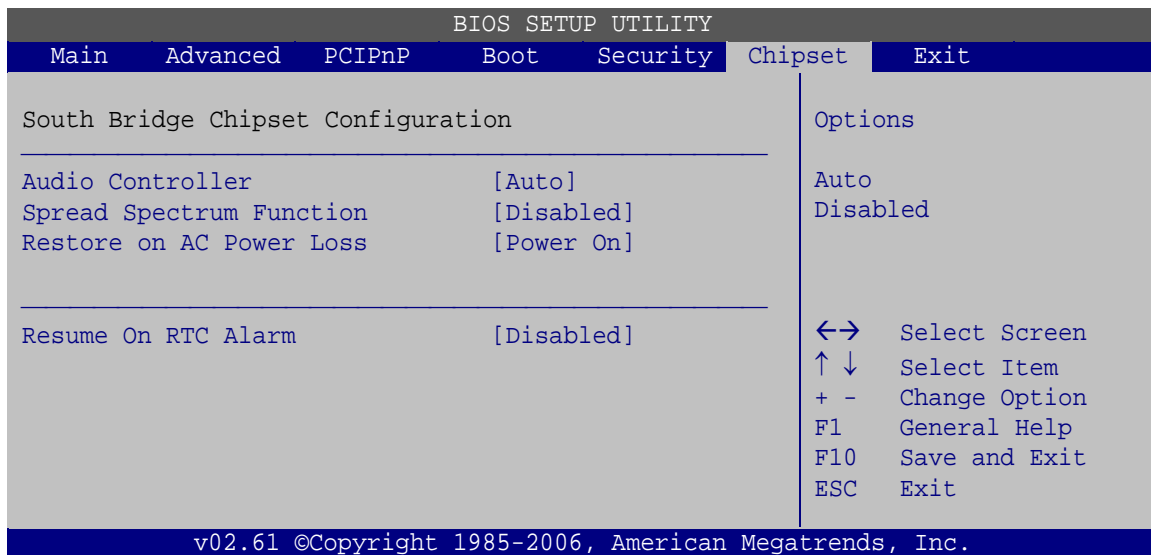 BIOS SETUP UTILITY
Main Advanced PCIPnP Boot Security Chipset Exit
South Bridge Chipset Configuration
Audio Controller [Auto]
Spread Spectrum Function [Disabled]
Restore on AC Power Loss [Power On]
Resume On RTC Alarm [Disabled]
Options
Auto
Disabled
←→ Select Screen
↑ ↓ Select Item
+ - Change Option
F1 General Help
F10 Save and Exit
ESC Exit
v02.61 ©Copyright 1985-2006, American Megatrends, Inc.